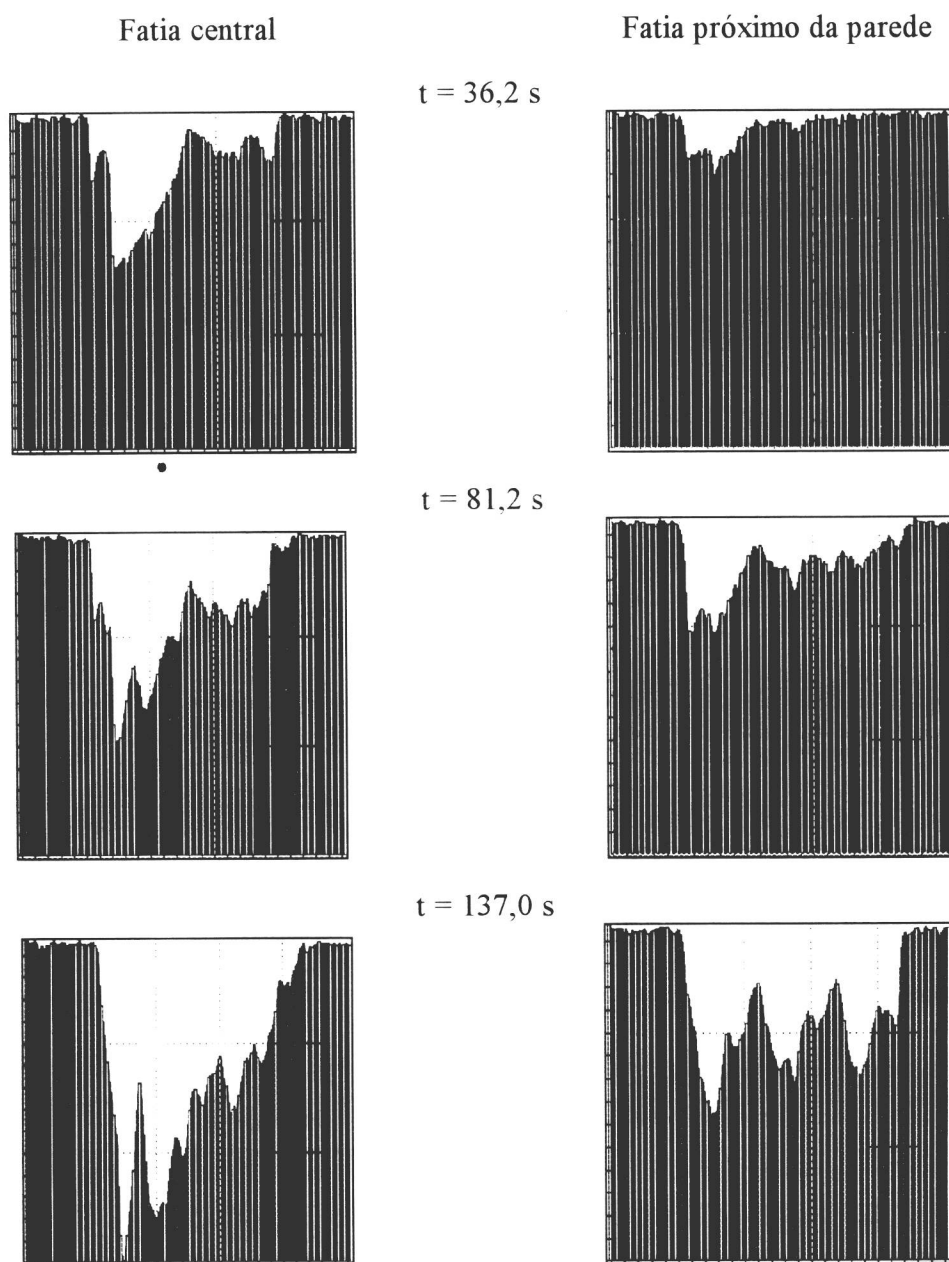 Fatia central
Fatia próximo da parede
t = 36,2 s
t = 81,2 s
t = 137,0 s